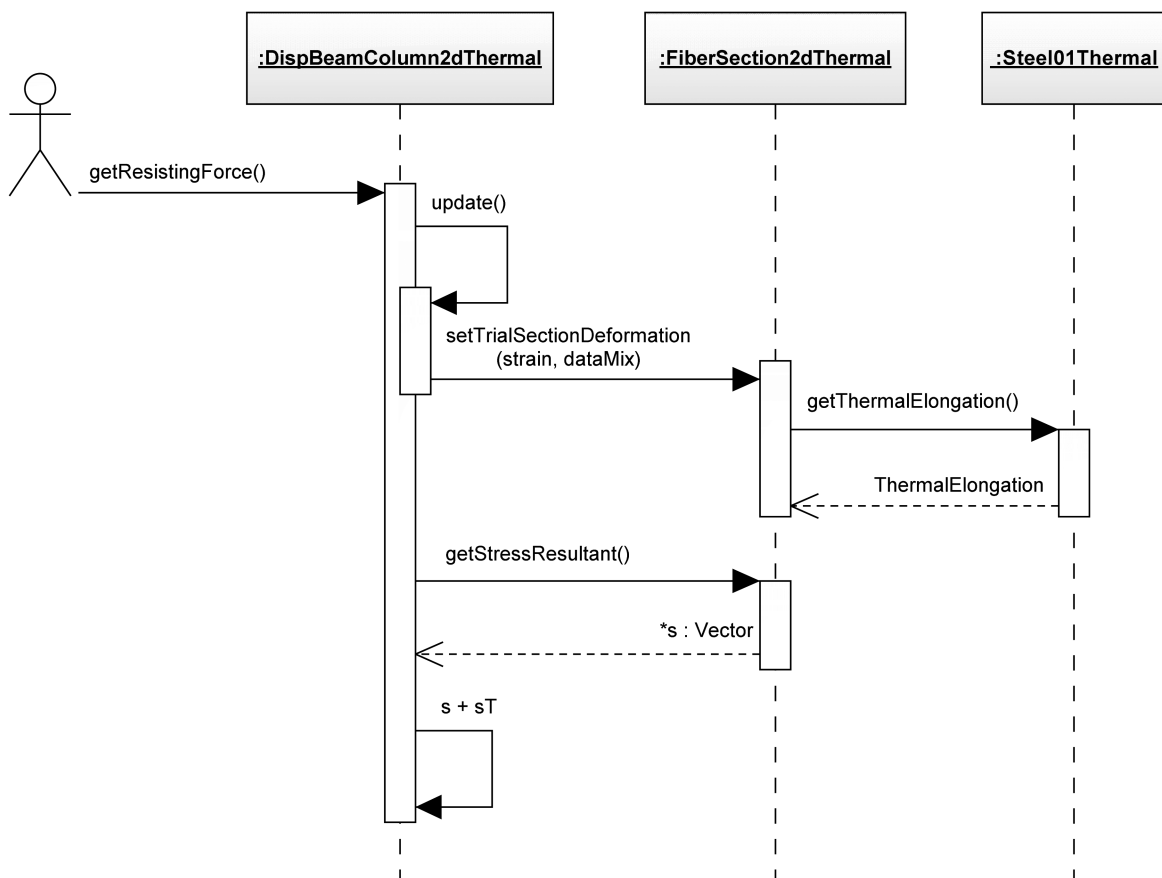 :DispBeamColumn2dThermal
:FiberSection2dThermal
:Steel01Thermal
getResistingForce()
update()
setTrialSectionDeformation
(strain, dataMix)
getThermalElongation()
ThermalElongation
getStressResultant()
*s : Vector
s + sT